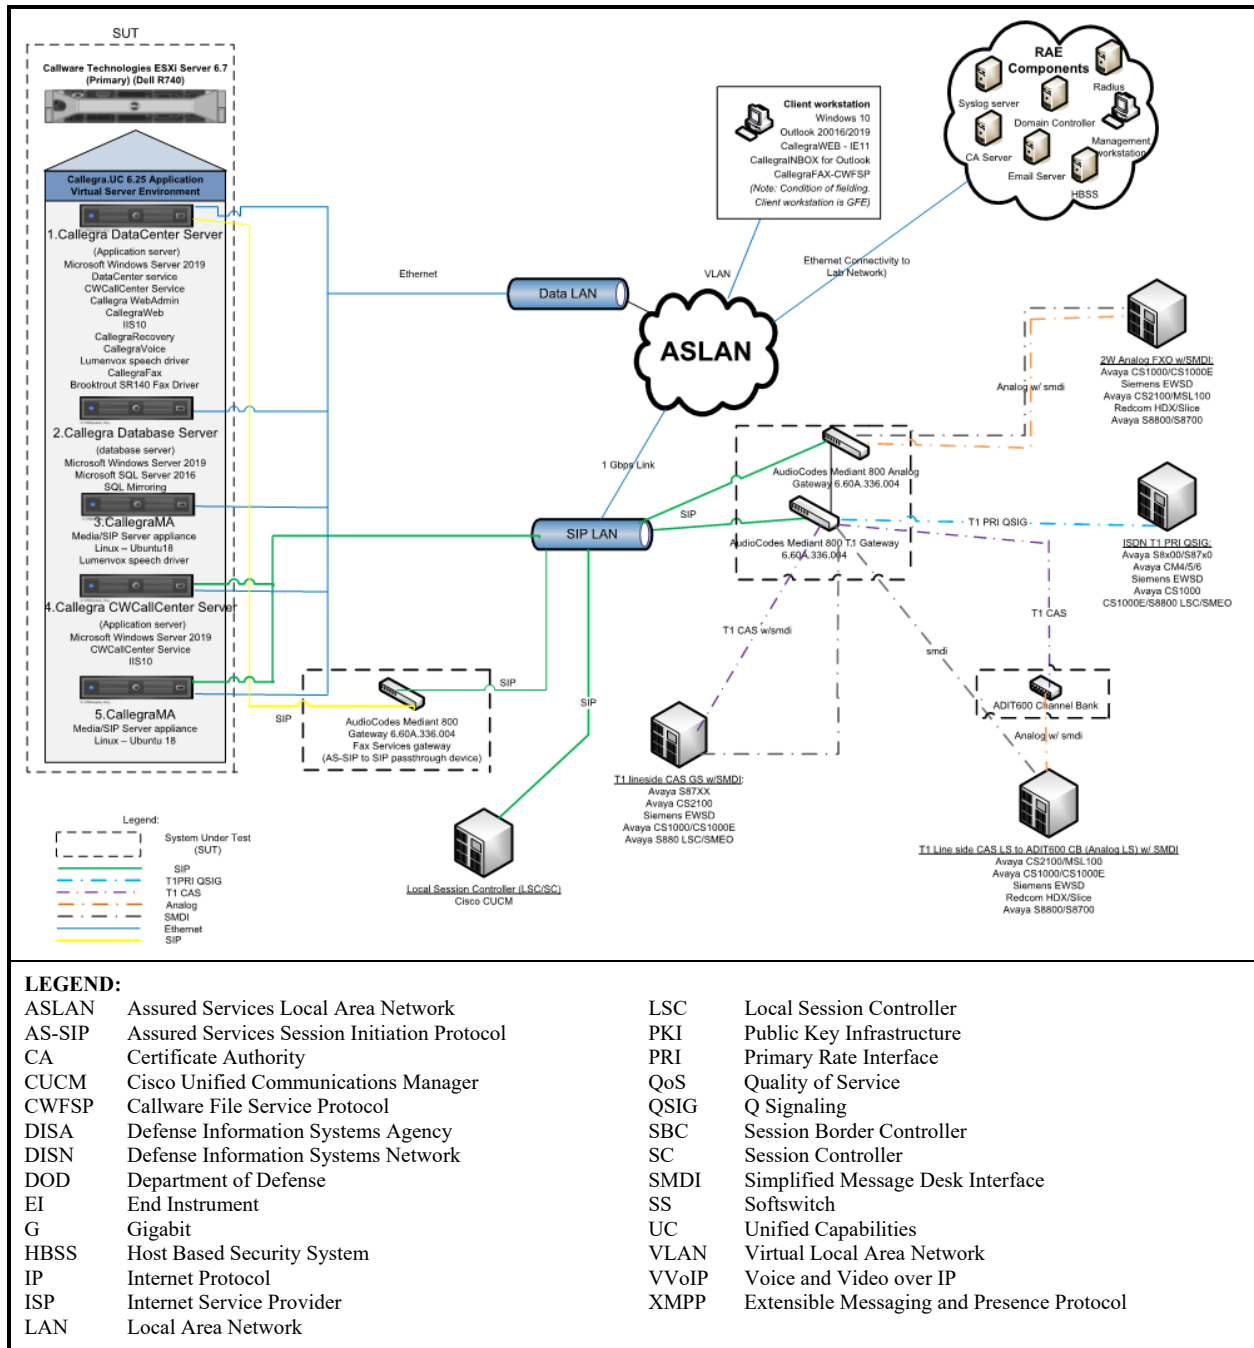 SUT
Callware Technologies ESXi Server 6.7
(Primary) (Dell R740)
Callegra.UC 6.25 Application
Virtual Server Environment
1.Callegra DataCenter Server
(Application server)
Microsoft Windows Server 2019
DataCenter service
CWCallCenter Service
Callegra WebAdmin
CallegraWeb
IIS10
CallegraRecovery
CallegraVoice
Lumenvox speech driver
CallegraFax
Brooktrout SR140 Fax Driver
2.Callegra Database Server
(database server)
Microsoft Windows Server 2019
Microsoft SQL Server 2016
SQL Mirroring
3.CallegraMA
Media/SIP Server appliance
Linux – Ubuntu18
Lumenvox speech driver
4.Callegra CWCallCenter Server
(Application server)
Microsoft Windows Server 2019
CWCallCenter Service
IIS10
5.CallegraMA
Media/SIP Server appliance
Linux – Ubuntu 18
Ethernet
Data LAN
VLAN
ASLAN
Client workstation
Windows 10
Outlook 20016/2019
CallegraWEB - IE11
CallegraINBOX for Outlook
CallegraFAX-CWFSP
(Note: Condition of fielding.
Client workstation is GFE)
RAE
Components
Radius
Syslog server
Domain Controller
Management
workstation
CA Server
Email Server
HBSS
Ethernet Connectivity to
Lab Network)
1 Gbps Link
SIP LAN
SIP
AudioCodes Mediant 800 Analog
Gateway 6.60A.336.004
AudioCodes Mediant 800 T1 Gateway
6.60A.336.004
Analog w/ smdi
2W Analog FXO w/SMDI:
Avaya CS1000/CS1000E
Siemens EWSD
Avaya CS2100/MSL100
Redcom HDX/Slice
Avaya S8800/S8700
T1 PRI QSIG
ISDN T1 PRI QSIG:
Avaya S8x00/S87x0
Avaya CM4/5/6
Siemens EWSD
Avaya CS1000
CS1000E/S8800 LSC/SMEO
T1 CAS
T1 CAS w/smdi
smdi
ADIT600 Channel Bank
Analog w/ smdi
SIP
SIP
SIP
AudioCodes Mediant 800
Gateway 6.60A.336.004
Fax Services gateway
(AS-SIP to SIP passthrough device)
T1 lineside CAS GS w/SMDI:
Avaya S87XX
Avaya CS2100
Siemens EWSD
Avaya CS1000/CS1000E
Avaya S880 LSC/SMEO
T1 Line side CAS LS to ADIT600 CB (Analog LS) w/ SMDI
Avaya CS2100/MSL100
Avaya CS1000/CS1000E
Siemens EWSD
Redcom HDX/Slice
Avaya S8800/S8700
Local Session Controller (LSC/SC)
Cisco CUCM
Legend:
System Under Test
(SUT)
SIP
T1PRI QSIG
T1 CAS
Analog
SMDI
Ethernet
SIP
LEGEND:
ASLAN Assured Services Local Area Network
AS-SIP Assured Services Session Initiation Protocol
CA Certificate Authority
CUCM Cisco Unified Communications Manager
CWFSP Callware File Service Protocol
DISA Defense Information Systems Agency
DISN Defense Information Systems Network
DOD Department of Defense
EI End Instrument
G Gigabit
HBSS Host Based Security System
IP Internet Protocol
ISP Internet Service Provider
LAN Local Area Network
LSC Local Session Controller
PKI Public Key Infrastructure
PRI Primary Rate Interface
QoS Quality of Service
QSIG Q Signaling
SBC Session Border Controller
SC Session Controller
SMDI Simplified Message Desk Interface
SS Softswitch
UC Unified Capabilities
VLAN Virtual Local Area Network
VVoIP Voice and Video over IP
XMPP Extensible Messaging and Presence Protocol